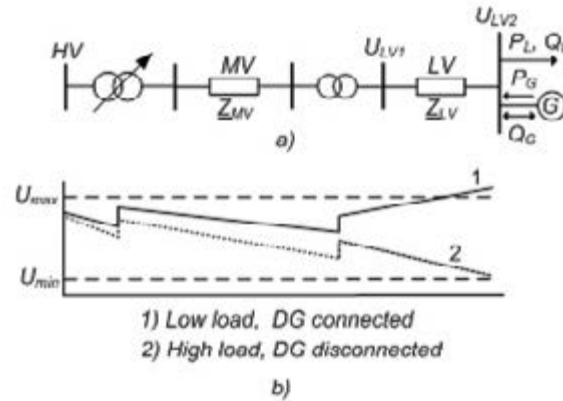 U_LV2
HV
MV
U_LV1
LV
P_L, Q
P_G
Z_MV
Z_LV
G
Q_G
a)
U_max
1
2
U_min
1) Low load, DG connected
2) High load, DG disconnected
b)